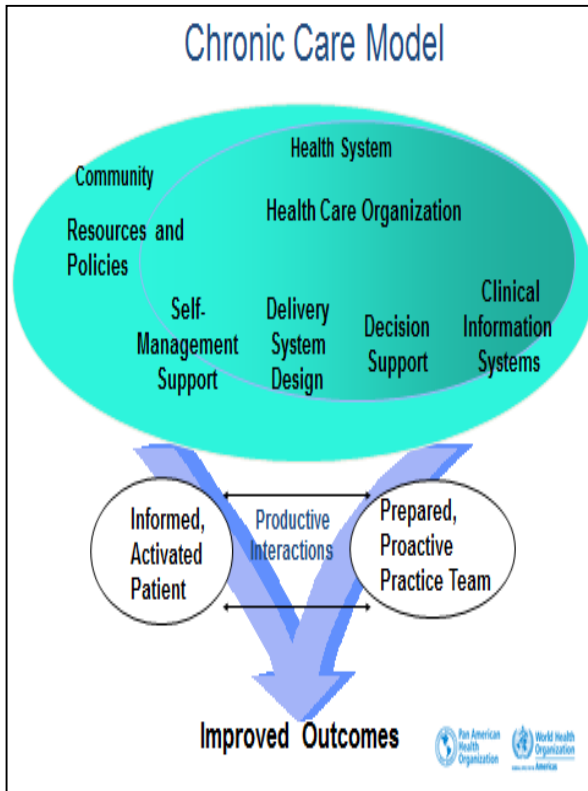 Chronic Care Model
Health System
Community
Health Care Organization
Resources and
Policies
Self-
Management
Support
Delivery
System
Design
Decision
Support
Clinical
Information
Systems
Informed,
Activated
Patient
Productive
Interactions
Prepared,
Proactive
Practice Team
Improved Outcomes
Pan American
Health
Organization
World Health
Organization
Americas